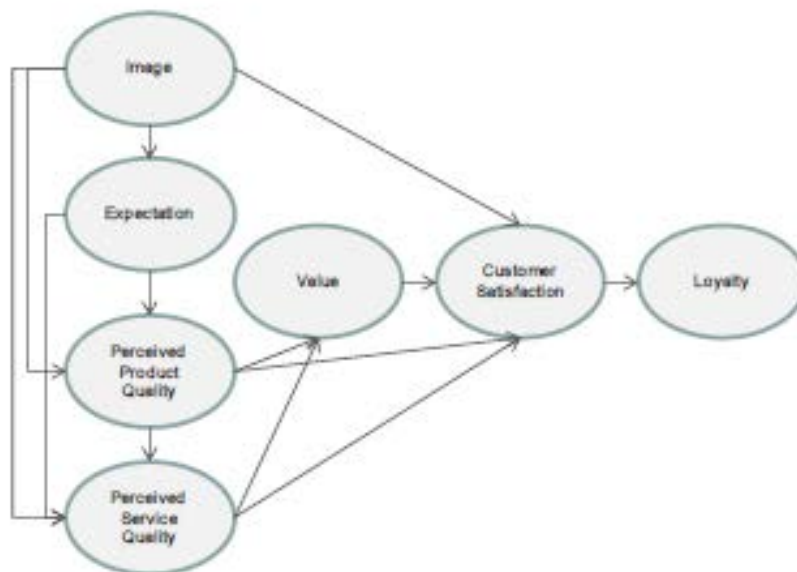 Image
Expectation
Value
Customer
Satisfaction
Loyalty
Perceived
Product
Quality
Perceived
Service
Quality